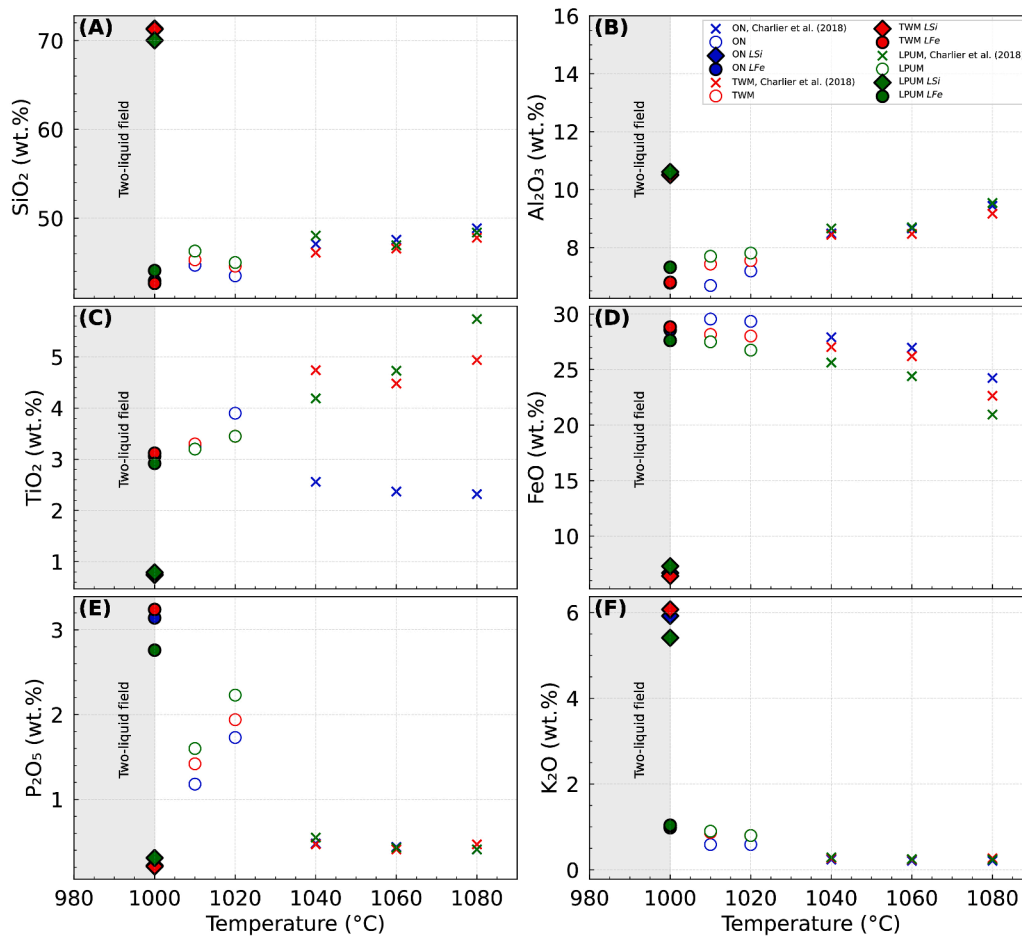 (A)
SiO₂ (wt.%)
70
60
50
Two-liquid field
(B)
Al₂O₃ (wt.%)
16
14
12
10
8
Two-liquid field
ON, Charlier et al. (2018)
ON
ON LSi
ON LFe
TWM, Charlier et al. (2018)
TWM
TWM LSi
TWM LFe
LPUM, Charlier et al. (2018
LPUM
LPUM LSi
LPUM LFe
(C)
TiO₂ (wt.%)
5
4
3
2
1
Two-liquid field
(D)
FeO (wt.%)
30
25
20
15
10
Two-liquid field
(E)
P₂O₅ (wt.%)
3
2
1
Two-liquid field
980 1000 1020 1040 1060 1080
Temperature (°C)
(F)
K₂O (wt.%)
6
4
2
0
Two-liquid field
980 1000 1020 1040 1060 1080
Temperature (°C)